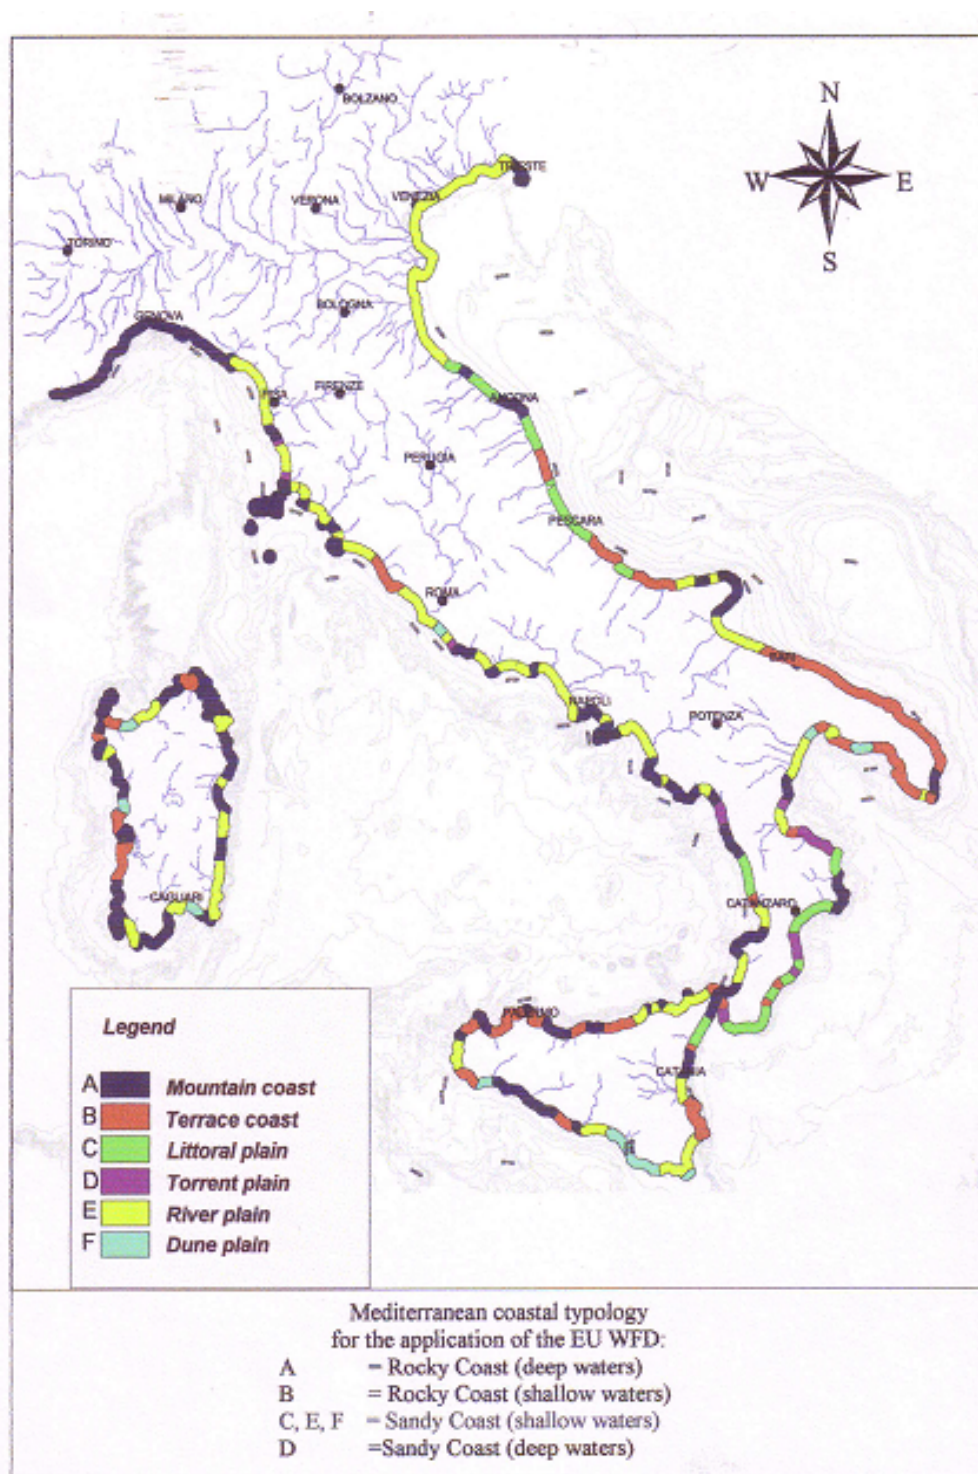 N
W E
S
BOLZANO
TRIESTE
MILANO
VERONA
VENEZIA
TORINO
BOLOGNA
GENOVA
PISA
FIRENZE
ANCONA
PERUGIA
PESCARA
ROMA
BARI
NAPOLI
POTENZA
CAGLIARI
CATANZARO
PALERMO
CATANIA
Legend
A Mountain coast
B Terrace coast
C Littoral plain
D Torrent plain
E River plain
F Dune plain
Mediterranean coastal typology
for the application of the EU WFD:
A = Rocky Coast (deep waters)
B = Rocky Coast (shallow waters)
C, E, F = Sandy Coast (shallow waters)
D =Sandy Coast (deep waters)